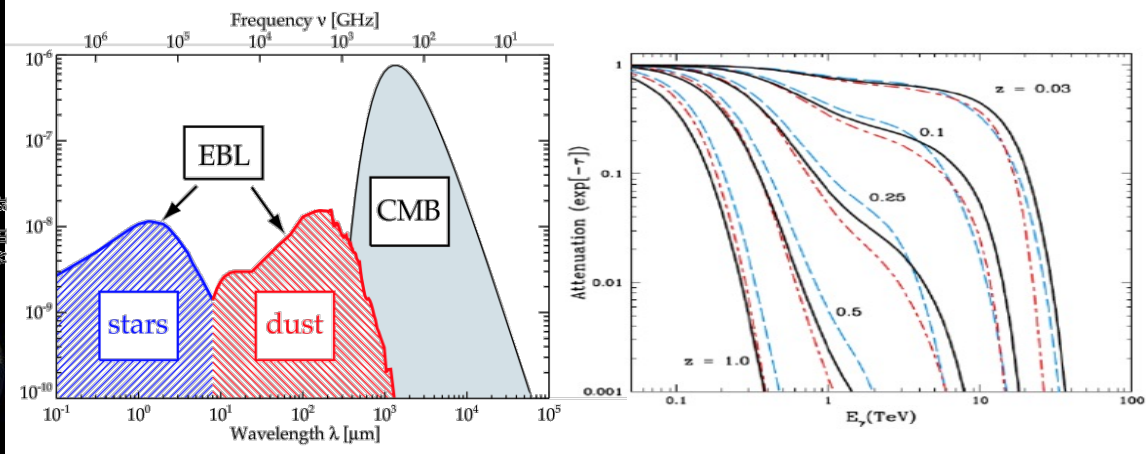 Frequency ν [GHz]
10⁶ 10⁵ 10⁴ 10³ 10² 10¹
10⁻⁶
10⁻⁷
10⁻⁸
10⁻⁹
10⁻¹⁰
EBL
CMB
stars
dust
10⁻¹ 10⁰ 10¹ 10² 10³ 10⁴ 10⁵
Wavelength λ [μm]
Attenuation (exp[-τ])
1
0.1
0.01
0.001
z = 0.03
0.1
0.25
0.5
z = 1.0
0.1 1 10 100
Eᵧ(TeV)